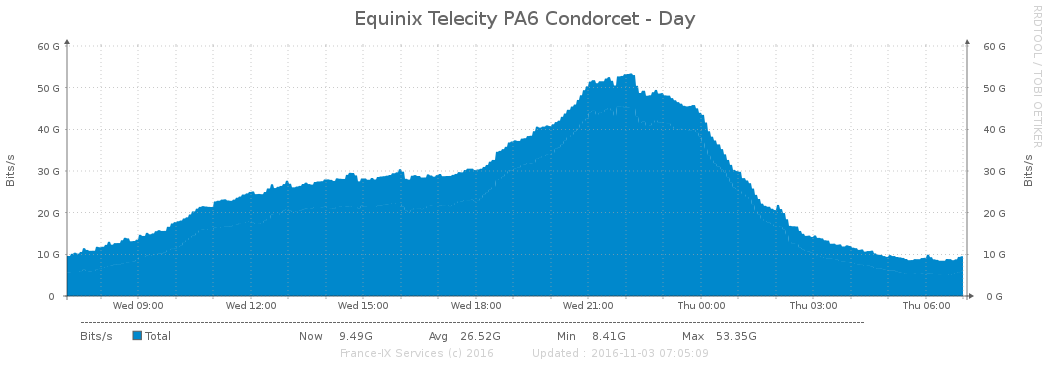 Equinix Telecity PA6 Condorcet - Day
RRDTOOL / TOBI OETIKER
60 G 60 G
50 G 50 G
40 G 40 G
30 G 30 G
20 G 20 G
10 G 10 G
0 0 G
Bits/s
Bits/s
Wed 09:00 Wed 12:00 Wed 15:00 Wed 18:00 Wed 21:00 Thu 00:00 Thu 03:00 Thu 06:00
Bits/s Total Now 9.49G Avg 26.52G Min 8.41G Max 53.35G
France-IX Services (c) 2016 Updated : 2016-11-03 07:05:09